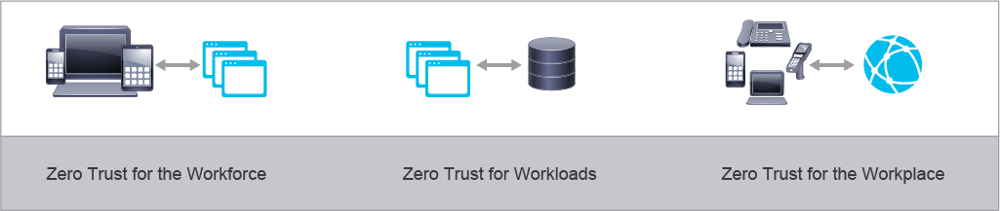 Zero Trust for the Workforce
Zero Trust for Workloads
Zero Trust for the Workplace